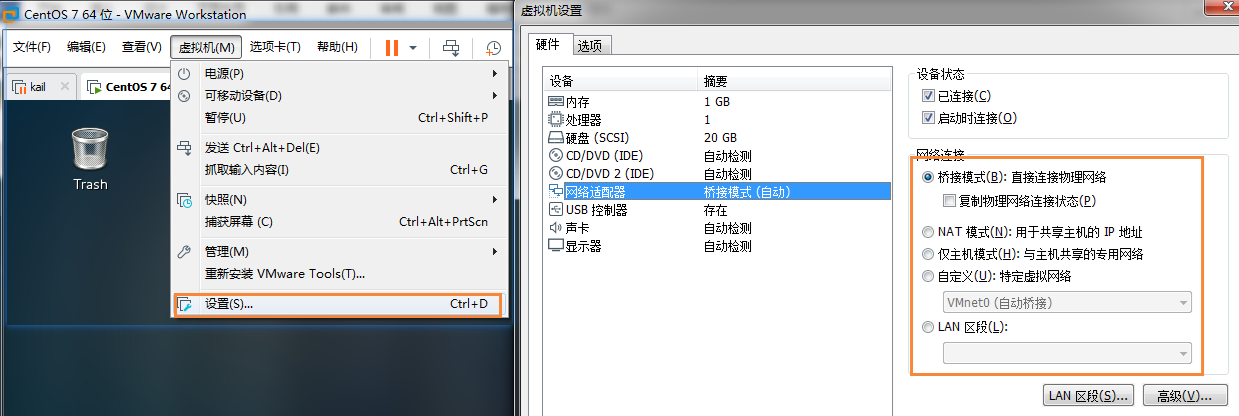 CentOS 7 64 位 - VMware Workstation
文件(F) 编辑(E) 查看(V) 虚拟机(M) 选项卡(T) 帮助(H)
kail CentOS 7 64
Trash
电源(P)
可移动设备(D)
暂停(U) Ctrl+Shift+P
发送 Ctrl+Alt+Del(E)
抓取输入内容(I) Ctrl+G
快照(N)
捕获屏幕 (C) Ctrl+Alt+PrtScn
管理(M)
重新安装 VMware Tools(T)...
设置(S)... Ctrl+D
虚拟机设置
硬件 选项
设备 摘要
内存 1 GB
处理器 1
硬盘 (SCSI) 20 GB
CD/DVD (IDE) 自动检测
CD/DVD 2 (IDE) 自动检测
网络适配器 桥接模式 (自动)
USB 控制器 存在
声卡 自动检测
显示器 自动检测
设备状态
已连接(C)
启动时连接(O)
网络连接
桥接模式(B): 直接连接物理网络
复制物理网络连接状态(P)
NAT 模式(N): 用于共享主机的 IP 地址
仅主机模式(H): 与主机共享的专用网络
自定义(U): 特定虚拟网络
VMnet0 (自动桥接)
LAN 区段(L):
LAN 区段(S)... 高级(V)...